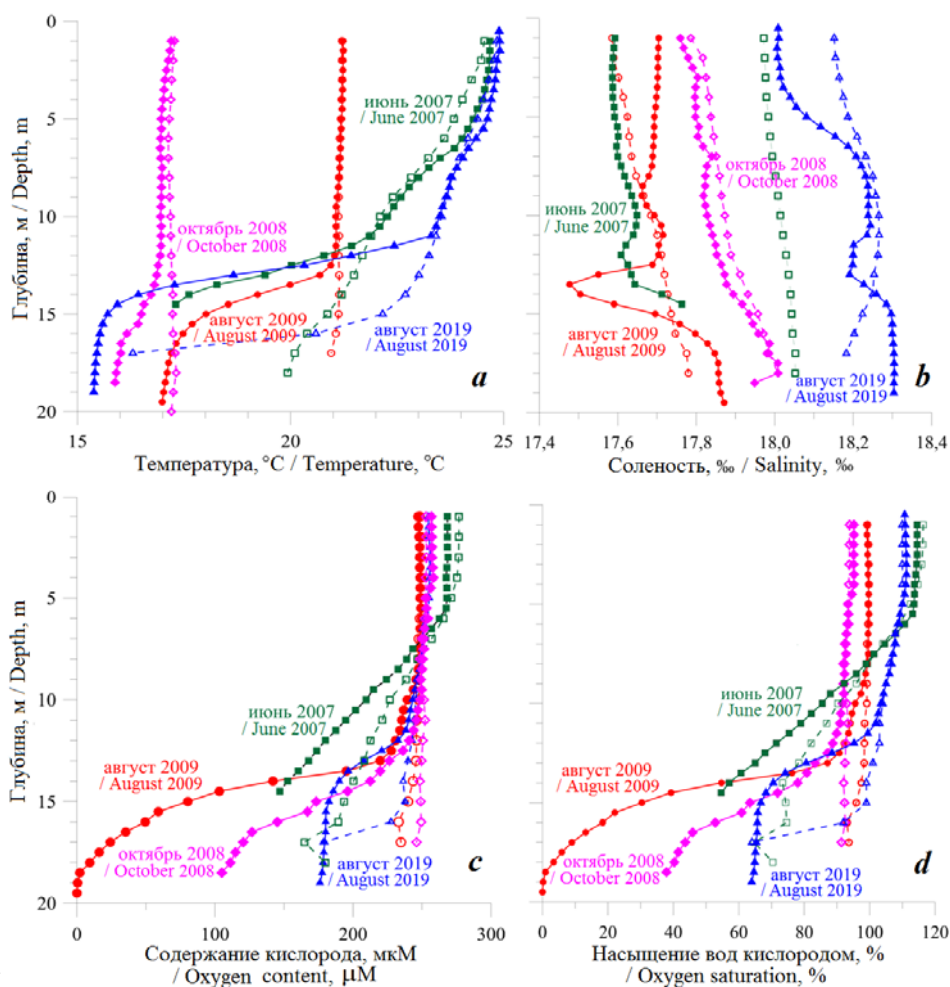 0
5
10
15
20
Глубина, м / Depth, m
июнь 2007
/ June 2007
октябрь 2008
/ October 2008
август 2009
/ August 2009
август 2019
/ August 2019
a
15
20
25
Температура, °C / Temperature, °C
июнь 2007
/ June 2007
октябрь 2008
/ October 2008
август 2009
/ August 2009
август 2019
/ August 2019
b
17,4
17,6
17,8
18,0
18,2
18,4
Соленость, ‰ / Salinity, ‰
0
5
10
15
20
Глубина, м / Depth, m
июнь 2007
/ June 2007
август 2009
/ August 2009
октябрь 2008
/ October 2008
август 2019
/ August 2019
c
0
100
200
300
Содержание кислорода, мкМ
/ Oxygen content, µM
июнь 2007
/ June 2007
август 2009
/ August 2009
октябрь 2008
/ October 2008
август 2019
/ August 2019
d
0
20
40
60
80
100
120
Насыщение вод кислородом, %
/ Oxygen saturation, %